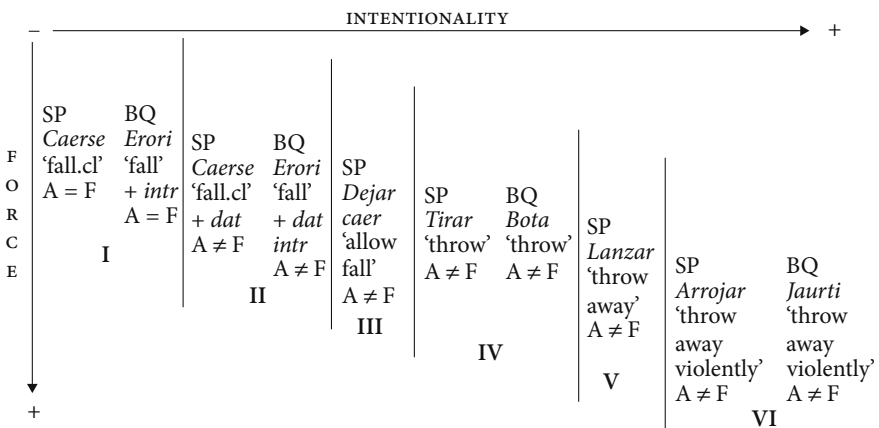 INTENTIONALITY
– +
FORCE
+
SP
Caerse
‘fall.cl’
A = F
BQ
Erori
‘fall’
+ intr
A = F
I
SP
Caerse
‘fall.cl’
+ dat
A ≠ F
BQ
Erori
‘fall’
+ dat
intr
A ≠ F
II
SP
Dejar
caer
‘allow
fall’
A ≠ F
III
SP
Tirar
‘throw’
A ≠ F
BQ
Bota
‘throw’
A ≠ F
IV
SP
Lanzar
‘throw
away’
A ≠ F
V
SP
Arrojar
‘throw
away
violently’
A ≠ F
BQ
Jaurti
‘throw
away
violently’
A ≠ F
VI